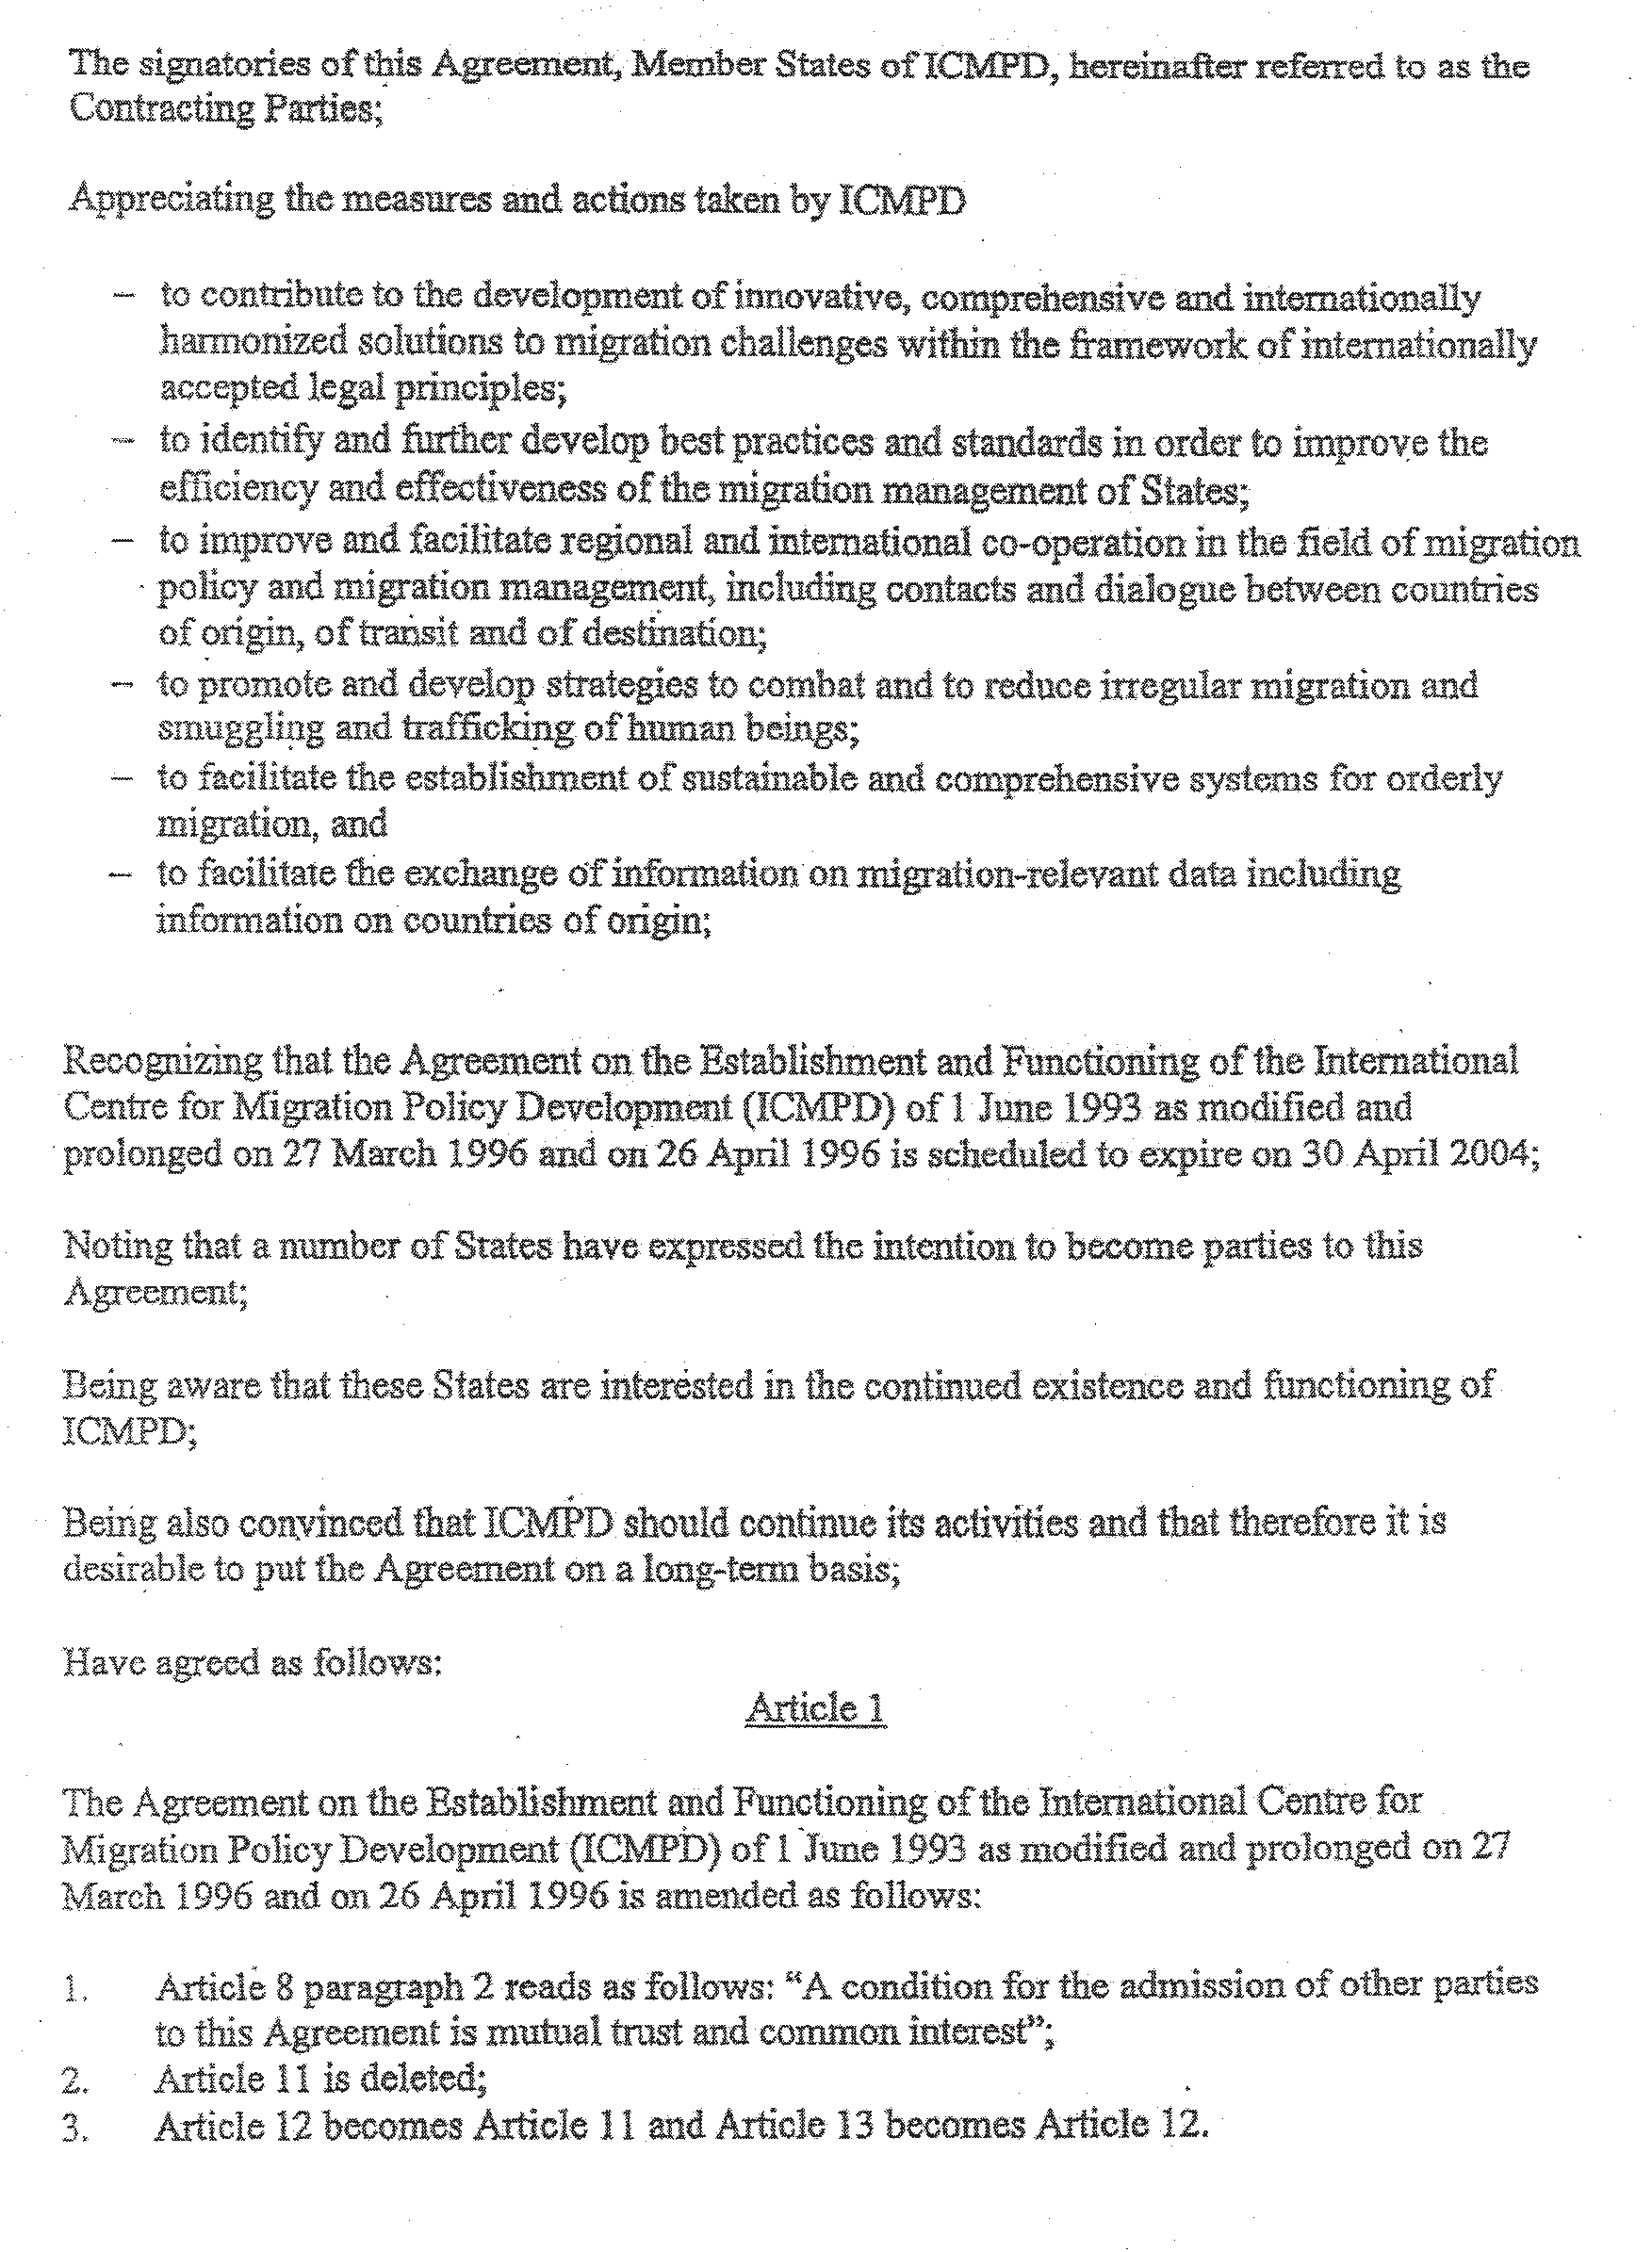 The signatories of this Agreement, Member States of ICMPD, hereinafter referred to as the
Contracting Parties;
Appreciating the measures and actions taken by ICMPD
– to contribute to the development of innovative, comprehensive and internationally
harmonized solutions to migration challenges within the framework of internationally
accepted legal principles;
– to identify and further develop best practices and standards in order to improve the
efficiency and effectiveness of the migration management of States;
– to improve and facilitate regional and international co-operation in the field of migration
policy and migration management, including contacts and dialogue between countries
of origin, of transit and of destination;
– to promote and develop strategies to combat and to reduce irregular migration and
smuggling and trafficking of human beings;
– to facilitate the establishment of sustainable and comprehensive systems for orderly
migration, and
– to facilitate the exchange of information on migration-relevant data including
information on countries of origin;
Recognizing that the Agreement on the Establishment and Functioning of the International
Centre for Migration Policy Development (ICMPD) of 1 June 1993 as modified and
prolonged on 27 March 1996 and on 26 April 1996 is scheduled to expire on 30 April 2004;
Noting that a number of States have expressed the intention to become parties to this
Agreement;
Being aware that these States are interested in the continued existence and functioning of
ICMPD;
Being also convinced that ICMPD should continue its activities and that therefore it is
desirable to put the Agreement on a long-term basis;
Have agreed as follows:
Article 1
The Agreement on the Establishment and Functioning of the International Centre for
Migration Policy Development (ICMPD) of 1 June 1993 as modified and prolonged on 27
March 1996 and on 26 April 1996 is amended as follows:
1. Article 8 paragraph 2 reads as follows: “A condition for the admission of other parties
to this Agreement is mutual trust and common interest”;
2. Article 11 is deleted;
3. Article 12 becomes Article 11 and Article 13 becomes Article 12.